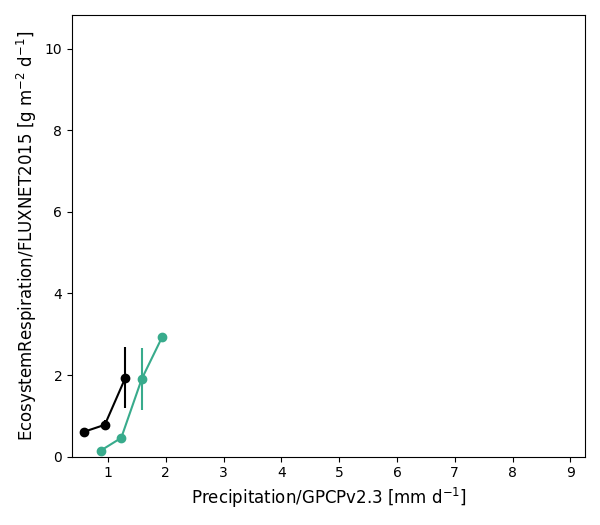 EcosystemRespiration/FLUXNET2015 [g m⁻² d⁻¹]
10
8
6
4
2
0
1 2 3 4 5 6 7 8 9
Precipitation/GPCPv2.3 [mm d⁻¹]